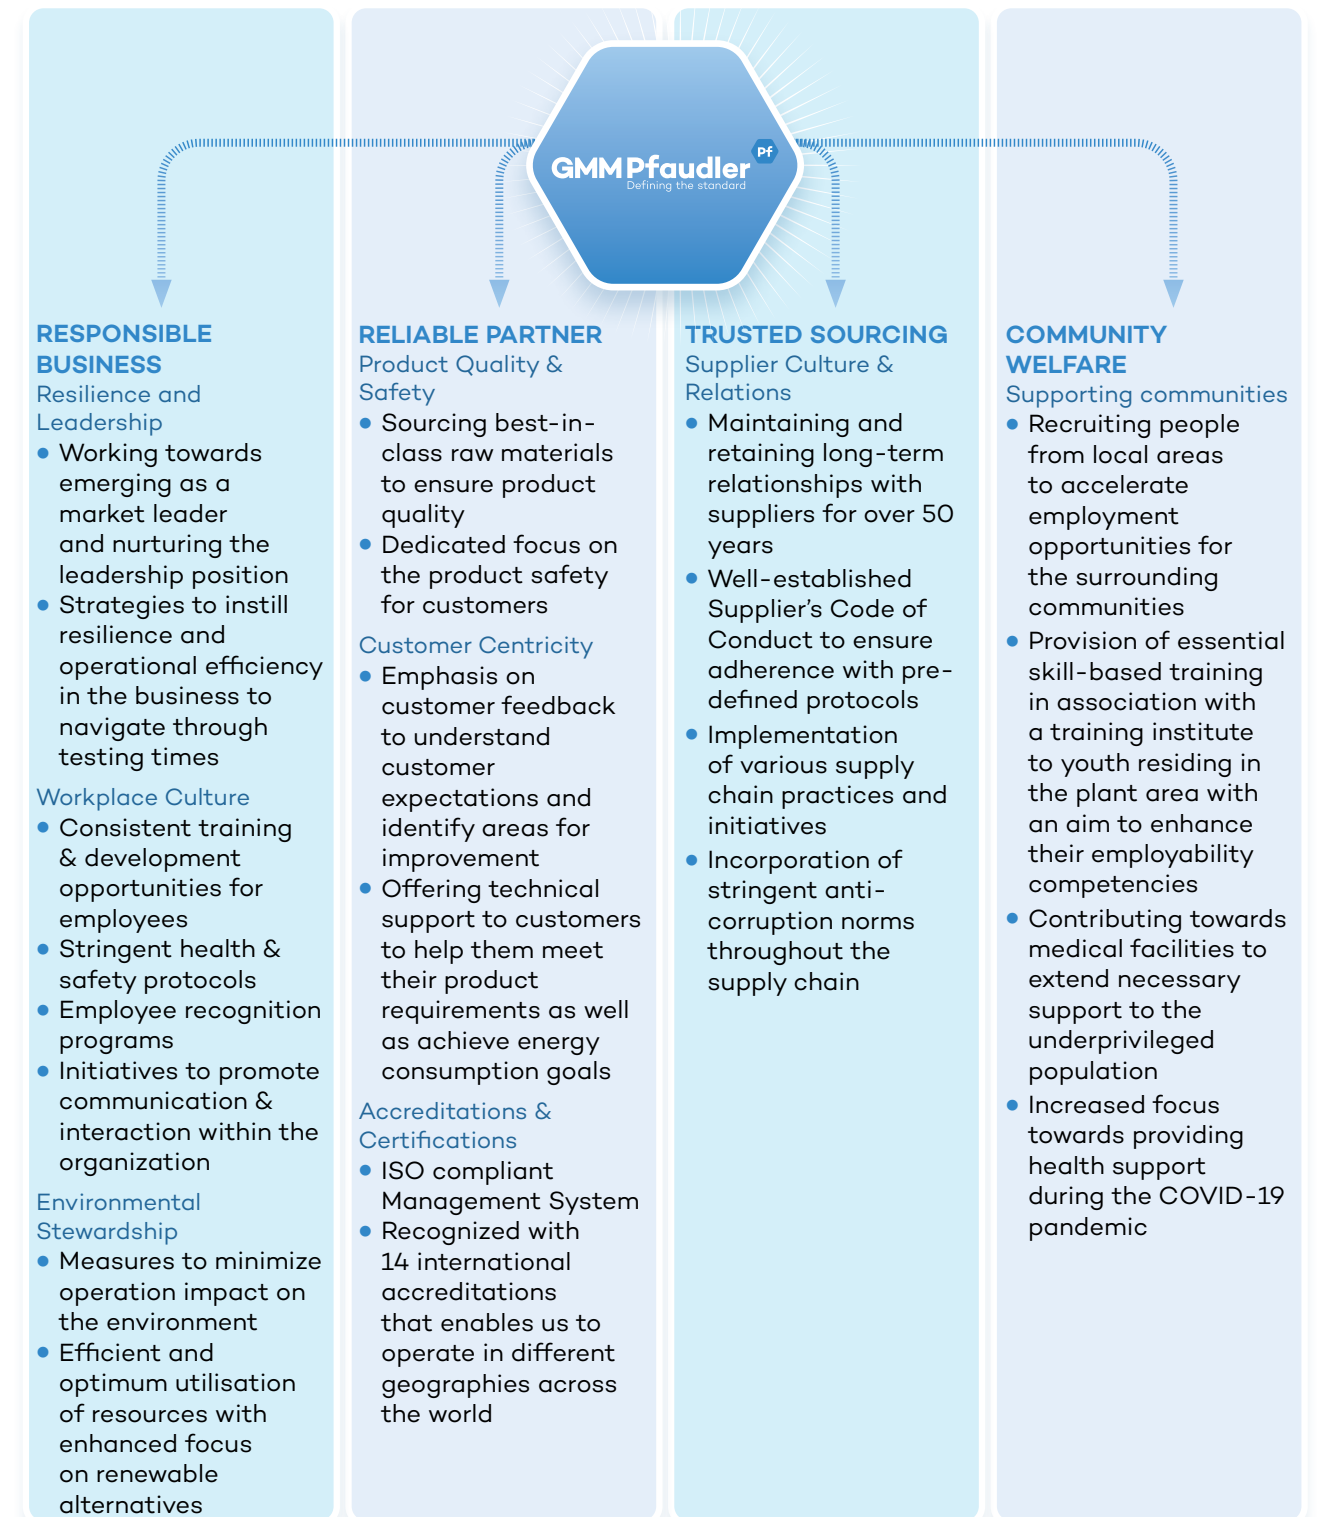 GMM Pfaudler
Pf
Defining the standard
RESPONSIBLE
BUSINESS
Resilience and
Leadership
• Working towards
emerging as a
market leader
and nurturing the
leadership position
• Strategies to instill
resilience and
operational efficiency
in the business to
navigate through
testing times
Workplace Culture
• Consistent training
& development
opportunities for
employees
• Stringent health &
safety protocols
• Employee recognition
programs
• Initiatives to promote
communication &
interaction within the
organization
Environmental
Stewardship
• Measures to minimize
operation impact on
the environment
• Efficient and
optimum utilisation
of resources with
enhanced focus
on renewable
alternatives
RELIABLE PARTNER
Product Quality &
Safety
• Sourcing best-in-
class raw materials
to ensure product
quality
• Dedicated focus on
the product safety
for customers
Customer Centricity
• Emphasis on
customer feedback
to understand
customer
expectations and
identify areas for
improvement
• Offering technical
support to customers
to help them meet
their product
requirements as well
as achieve energy
consumption goals
Accreditations &
Certifications
• ISO compliant
Management System
• Recognized with
14 international
accreditations
that enables us to
operate in different
geographies across
the world
TRUSTED SOURCING
Supplier Culture &
Relations
• Maintaining and
retaining long-term
relationships with
suppliers for over 50
years
• Well-established
Supplier’s Code of
Conduct to ensure
adherence with pre-
defined protocols
• Implementation
of various supply
chain practices and
initiatives
• Incorporation of
stringent anti-
corruption norms
throughout the
supply chain
COMMUNITY
WELFARE
Supporting communities
• Recruiting people
from local areas
to accelerate
employment
opportunities for
the surrounding
communities
• Provision of essential
skill-based training
in association with
a training institute
to youth residing in
the plant area with
an aim to enhance
their employability
competencies
• Contributing towards
medical facilities to
extend necessary
support to the
underprivileged
population
• Increased focus
towards providing
health support
during the COVID-19
pandemic